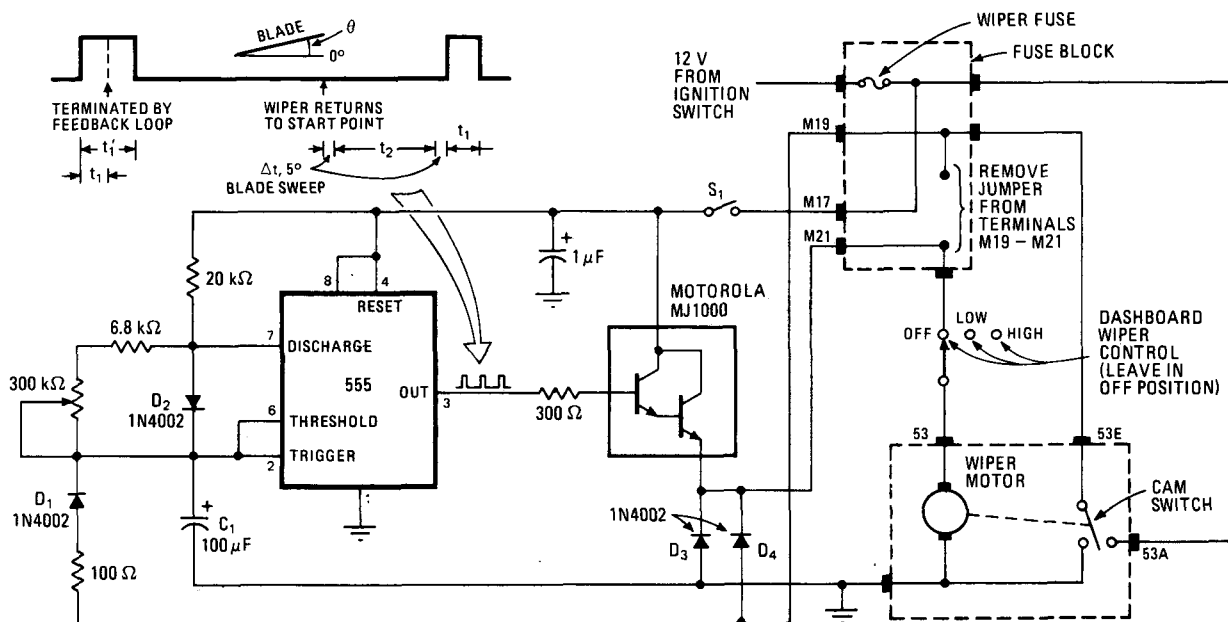 BLADE
θ
0°
TERMINATED BY
FEEDBACK LOOP
t₁'
t₁
WIPER RETURNS
TO START POINT
t₂
t₁
Δt, 5°
BLADE SWEEP
WIPER FUSE
FUSE BLOCK
12 V
FROM
IGNITION
SWITCH
M19
REMOVE
JUMPER
FROM
TERMINALS
M19 – M21
S₁
M17
M21
+
1 μF
20 kΩ
8
4
RESET
MOTOROLA
MJ1000
6.8 kΩ
7
DISCHARGE
300 kΩ
555
OUT
3
300 Ω
D₂
1N4002
6
THRESHOLD
2
TRIGGER
OFF
LOW
HIGH
DASHBOARD
WIPER
CONTROL
(LEAVE IN
OFF POSITION)
53
53E
WIPER
MOTOR
CAM
SWITCH
53A
D₁
1N4002
+
C₁
100 μF
1N4002
D₃
D₄
100 Ω